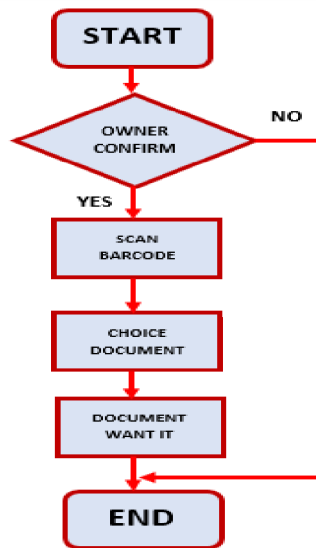 START
OWNER
CONFIRM
NO
YES
SCAN
BARCODE
CHOICE
DOCUMENT
DOCUMENT
WANT IT
END